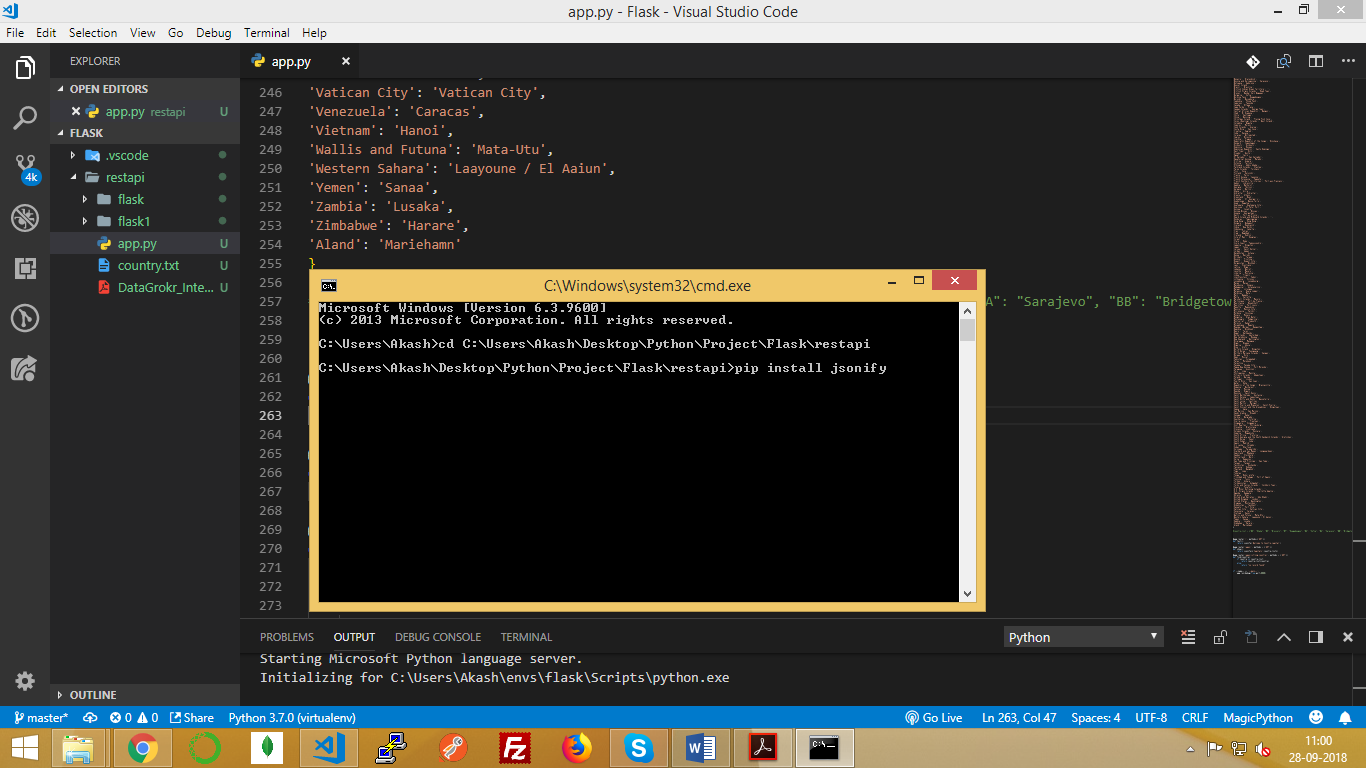 app.py - Flask - Visual Studio Code
File Edit Selection View Go Debug Terminal Help
EXPLORER
OPEN EDITORS
app.py restapi U
FLASK
.vscode
restapi
flask
flask1
app.py U
country.txt U
DataGrokr_Inte... U
4k
OUTLINE
app.py
246 'Vatican City': 'Vatican City',
247 'Venezuela': 'Caracas',
248 'Vietnam': 'Hanoi',
249 'Wallis and Futuna': 'Mata-Utu',
250 'Western Sahara': 'Laayoune / El Aaiun',
251 'Yemen': 'Sanaa',
252 'Zambia': 'Lusaka',
253 'Zimbabwe': 'Harare',
254 'Aland': 'Mariehamn'
255 }
256
257 A": "Sarajevo", "BB": "Bridgetow
258
259
260
261
262
263
264
265
266
267
268
269
270
271
272
273
C:\Windows\system32\cmd.exe
Microsoft Windows [Version 6.3.9600]
(c) 2013 Microsoft Corporation. All rights reserved.
C:\Users\Akash>cd C:\Users\Akash\Desktop\Python\Project\Flask\restapi
C:\Users\Akash\Desktop\Python\Project\Flask\restapi>pip install jsonify
PROBLEMS OUTPUT DEBUG CONSOLE TERMINAL
Python
Starting Microsoft Python language server.
Initializing for C:\Users\Akash\envs\flask\Scripts\python.exe
master* 0 0 Share Python 3.7.0 (virtualenv) Go Live Ln 263, Col 47 Spaces: 4 UTF-8 CRLF MagicPython
11:00
28-09-2018